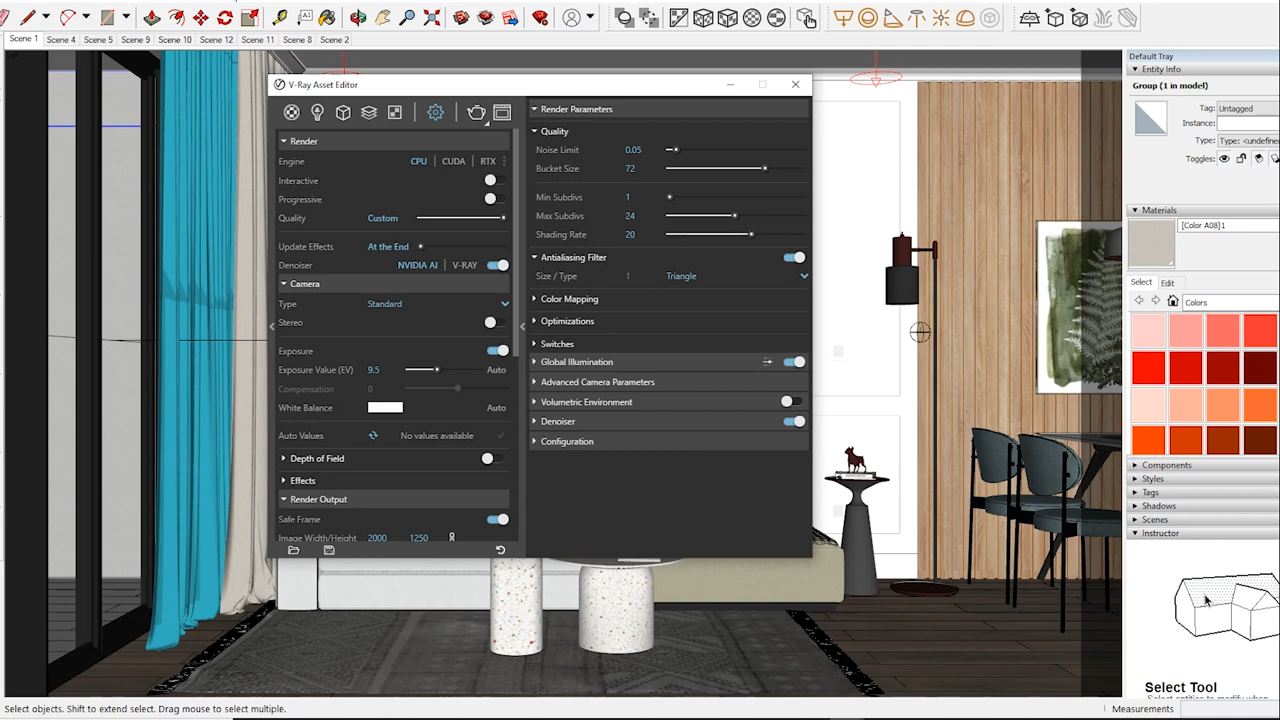 Scene 1 Scene 4 Scene 5 Scene 9 Scene 10 Scene 12 Scene 11 Scene 8 Scene 2
V-Ray Asset Editor
Render
Engine CPU CUDA RTX
Interactive
Progressive
Quality Custom
Update Effects At the End
Denoiser NVIDIA AI V-RAY
Camera
Type Standard
Stereo
Exposure
Exposure Value (EV) 9.5 Auto
Compensation 0
White Balance Auto
Auto Values No values available
Depth of Field
Effects
Render Output
Safe Frame
Image Width/Height 2000 1250
Render Parameters
Quality
Noise Limit 0.05
Bucket Size 72
Min Subdivs 1
Max Subdivs 24
Shading Rate 20
Antialiasing Filter
Size / Type 1 Triangle
Color Mapping
Optimizations
Switches
Global Illumination
Advanced Camera Parameters
Volumetric Environment
Denoiser
Configuration
Default Tray
Entity Info
Group (1 in model)
Tag: Untagged
Instance:
Type: Type: <undefine
Toggles:
Materials
[Color A08]1
Select Edit
Colors
Components
Styles
Tags
Shadows
Scenes
Instructor
Select Tool
Select entities to modify when
Select objects. Shift to extend select. Drag mouse to select multiple.
Measurements